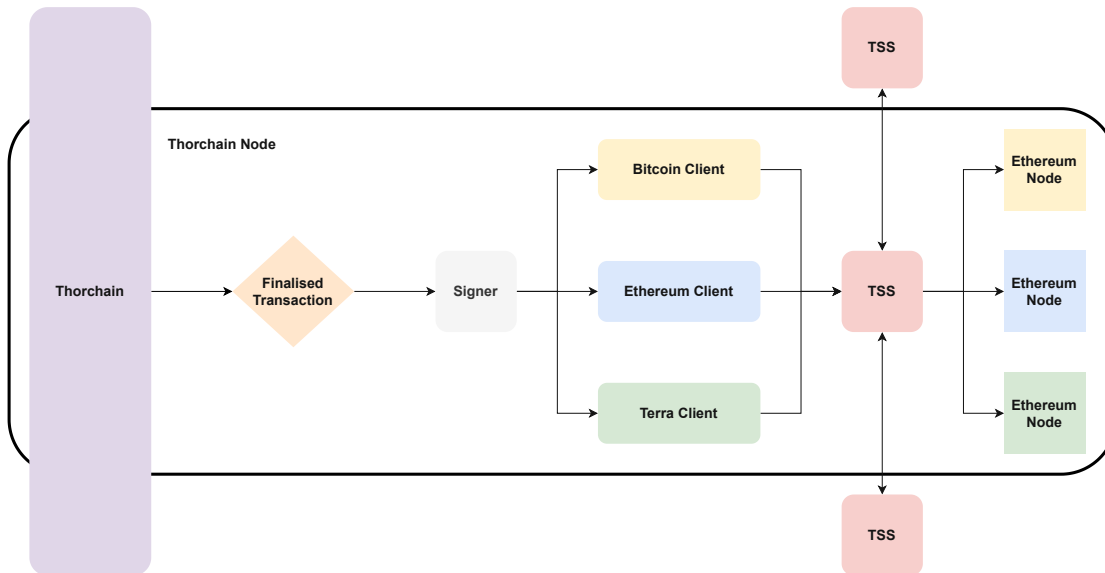 TSS
Thorchain Node
Bitcoin Client
Ethereum
Node
Thorchain
Finalised
Transaction
Signer
Ethereum Client
TSS
Ethereum
Node
Terra Client
Ethereum
Node
TSS